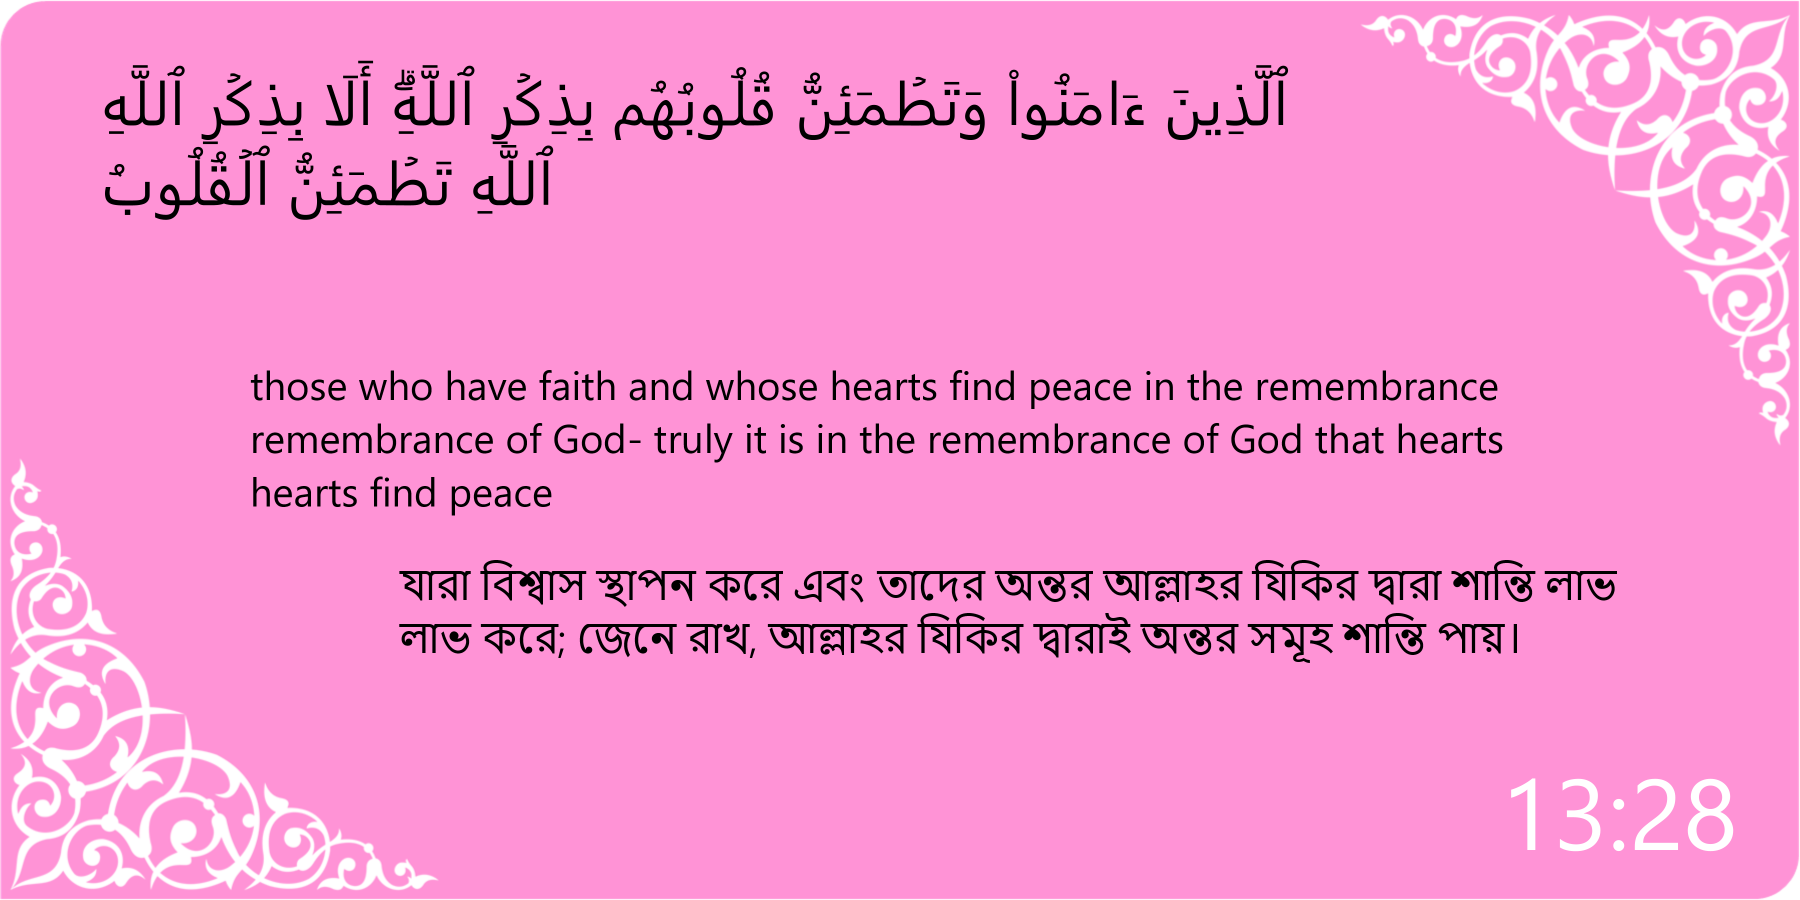 ٱلَّذِينَ ءَامَنُوا۟ وَتَطْمَئِنُّ قُلُوبُهُم بِذِكْرِ ٱللَّهِ ۗ أَلَا بِذِكْرِ ٱللَّهِ
ٱللَّهِ تَطْمَئِنُّ ٱلْقُلُوبُ
those who have faith and whose hearts find peace in the remembrance
remembrance of God- truly it is in the remembrance of God that hearts
hearts find peace
যারা বিশ্বাস স্থাপন করে এবং তাদের অন্তর আল্লাহর যিকির দ্বারা শান্তি লাভ
লাভ করে; জেনে রাখ, আল্লাহর যিকির দ্বারাই অন্তর সমূহ শান্তি পায়।
13:28